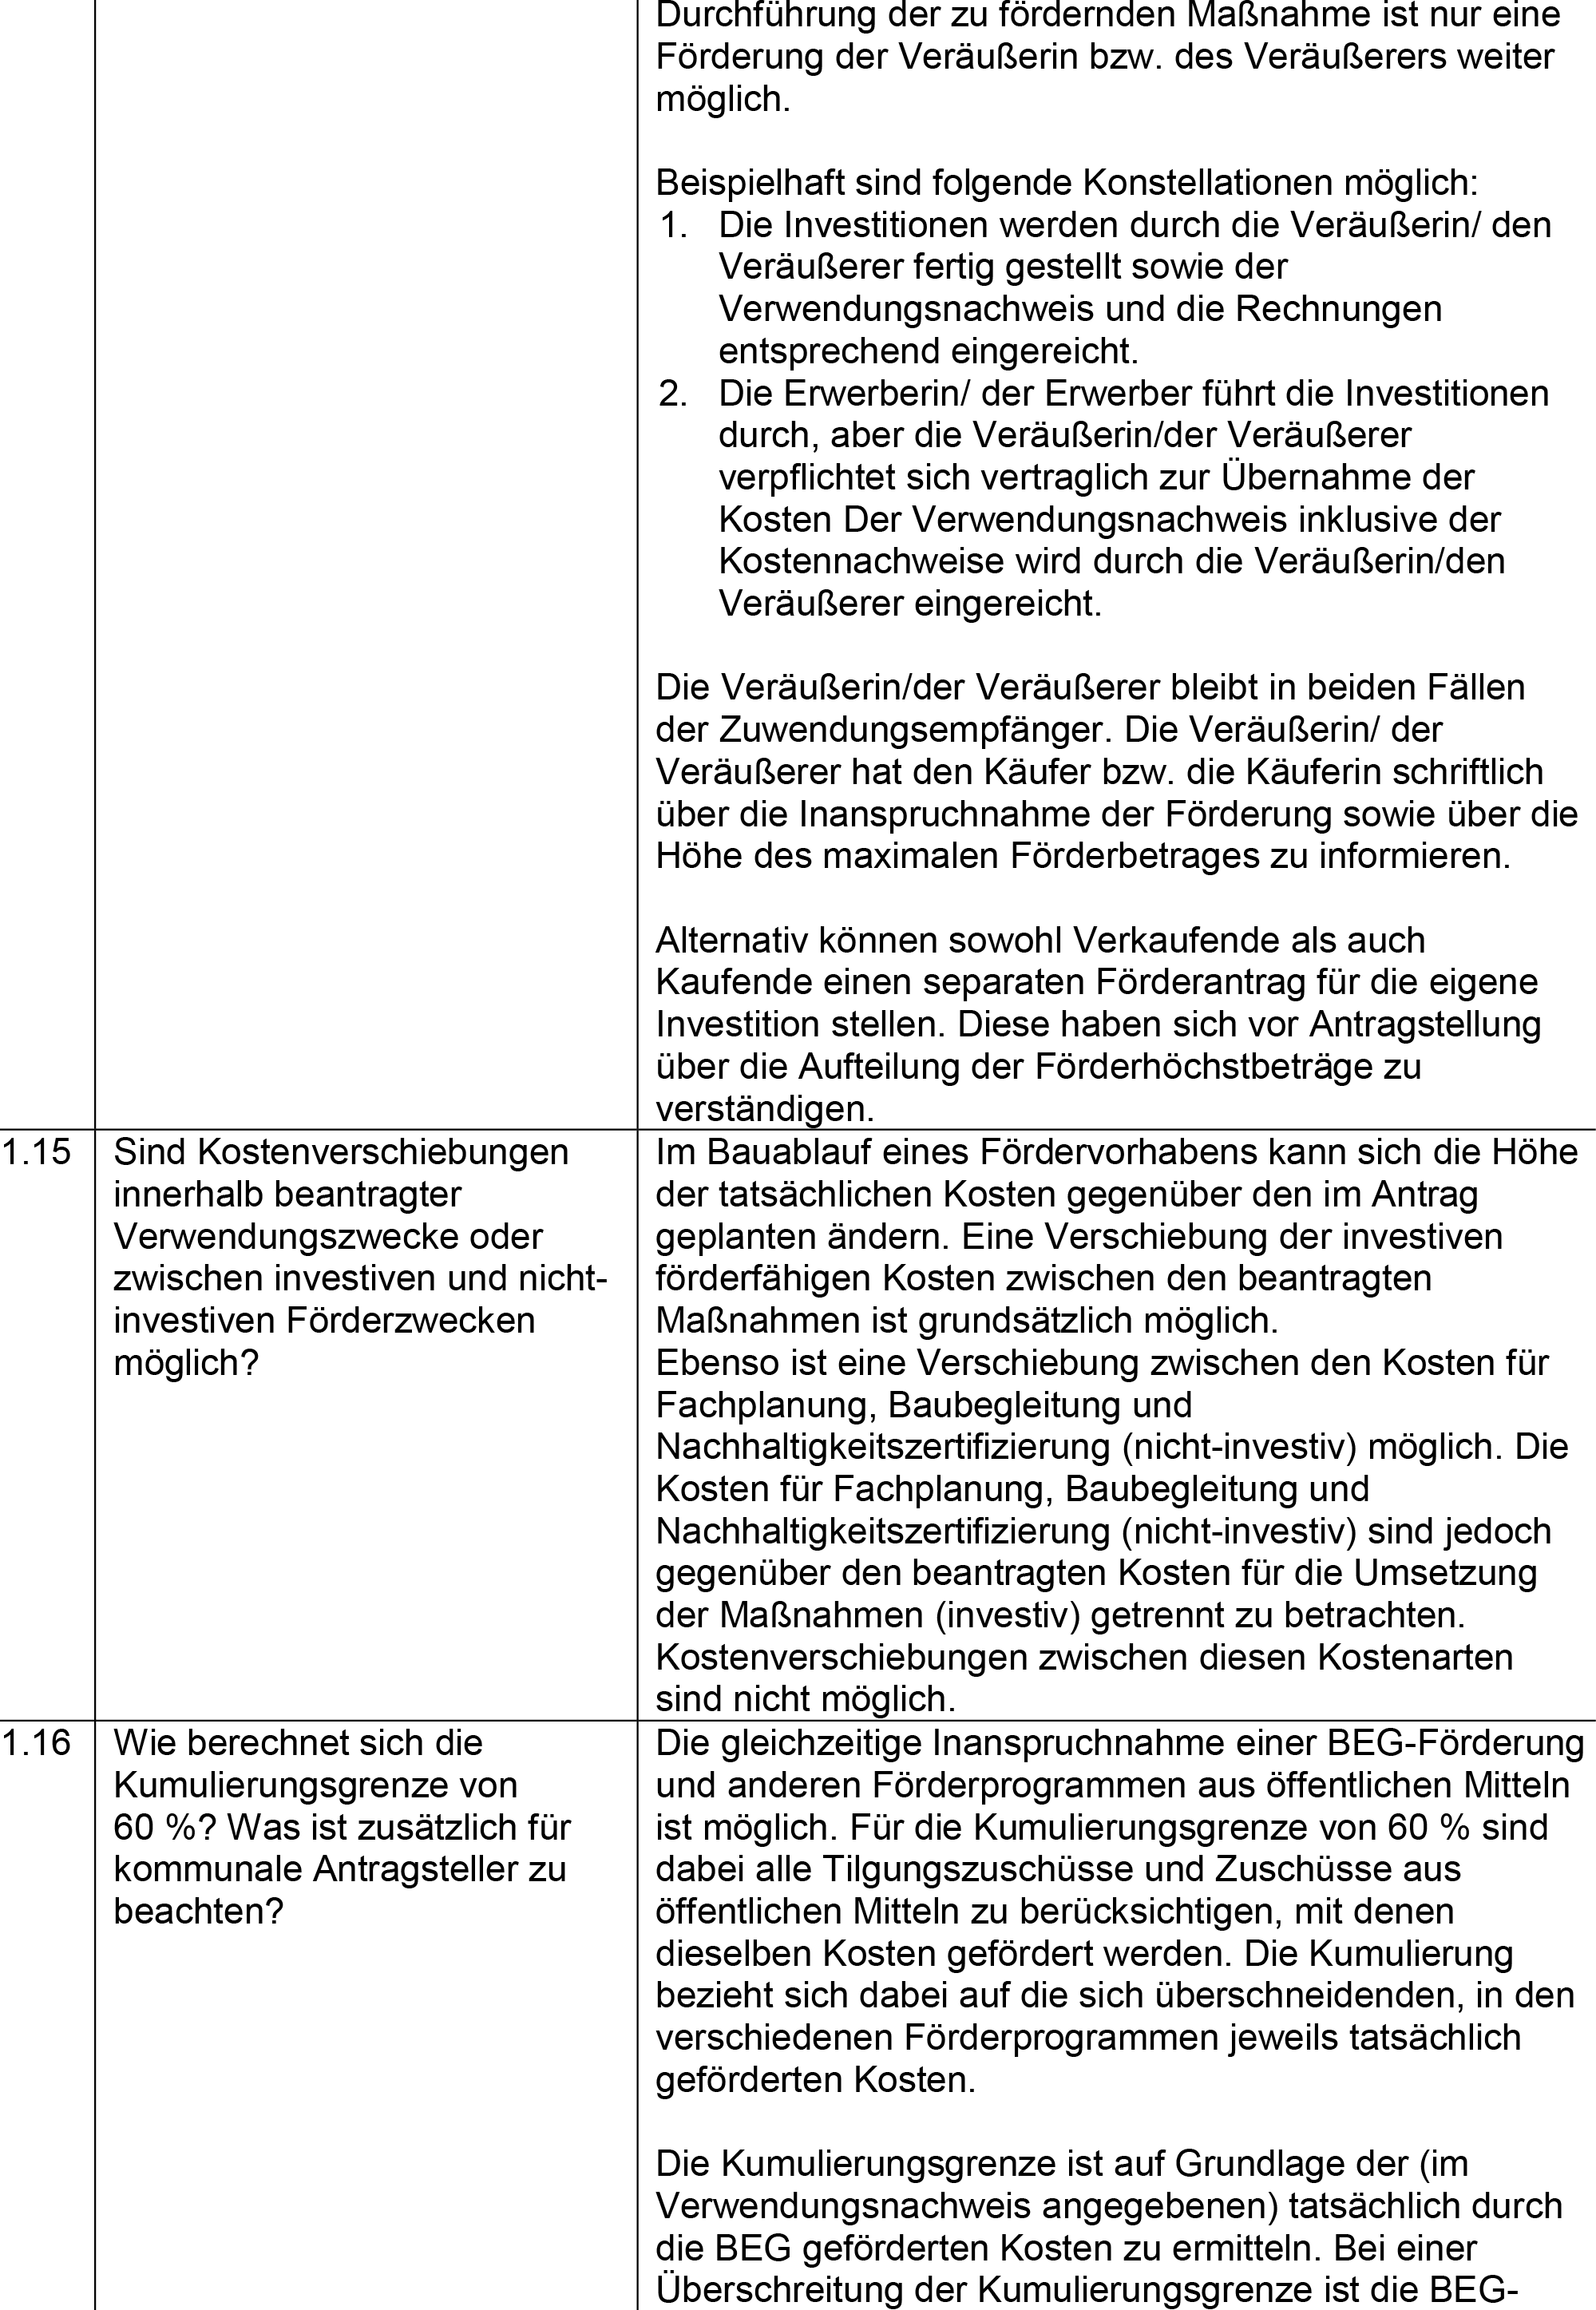 Durchführung der zu fördernden Maßnahme ist nur eine
Förderung der Veräußerin bzw. des Veräußerers weiter
möglich.
Beispielhaft sind folgende Konstellationen möglich:
1. Die Investitionen werden durch die Veräußerin/ den
Veräußerer fertig gestellt sowie der
Verwendungsnachweis und die Rechnungen
entsprechend eingereicht.
2. Die Erwerberin/ der Erwerber führt die Investitionen
durch, aber die Veräußerin/der Veräußerer
verpflichtet sich vertraglich zur Übernahme der
Kosten Der Verwendungsnachweis inklusive der
Kostennachweise wird durch die Veräußerin/den
Veräußerer eingereicht.
Die Veräußerin/der Veräußerer bleibt in beiden Fällen
der Zuwendungsempfänger. Die Veräußerin/ der
Veräußerer hat den Käufer bzw. die Käuferin schriftlich
über die Inanspruchnahme der Förderung sowie über die
Höhe des maximalen Förderbetrages zu informieren.
Alternativ können sowohl Verkaufende als auch
Kaufende einen separaten Förderantrag für die eigene
Investition stellen. Diese haben sich vor Antragstellung
über die Aufteilung der Förderhöchstbeträge zu
verständigen.
1.15
Sind Kostenverschiebungen
innerhalb beantragter
Verwendungszwecke oder
zwischen investiven und nicht-
investiven Förderzwecken
möglich?
Im Bauablauf eines Fördervorhabens kann sich die Höhe
der tatsächlichen Kosten gegenüber den im Antrag
geplanten ändern. Eine Verschiebung der investiven
förderfähigen Kosten zwischen den beantragten
Maßnahmen ist grundsätzlich möglich.
Ebenso ist eine Verschiebung zwischen den Kosten für
Fachplanung, Baubegleitung und
Nachhaltigkeitszertifizierung (nicht-investiv) möglich. Die
Kosten für Fachplanung, Baubegleitung und
Nachhaltigkeitszertifizierung (nicht-investiv) sind jedoch
gegenüber den beantragten Kosten für die Umsetzung
der Maßnahmen (investiv) getrennt zu betrachten.
Kostenverschiebungen zwischen diesen Kostenarten
sind nicht möglich.
1.16
Wie berechnet sich die
Kumulierungsgrenze von
60 %? Was ist zusätzlich für
kommunale Antragsteller zu
beachten?
Die gleichzeitige Inanspruchnahme einer BEG-Förderung
und anderen Förderprogrammen aus öffentlichen Mitteln
ist möglich. Für die Kumulierungsgrenze von 60 % sind
dabei alle Tilgungszuschüsse und Zuschüsse aus
öffentlichen Mitteln zu berücksichtigen, mit denen
dieselben Kosten gefördert werden. Die Kumulierung
bezieht sich dabei auf die sich überschneidenden, in den
verschiedenen Förderprogrammen jeweils tatsächlich
geförderten Kosten.
Die Kumulierungsgrenze ist auf Grundlage der (im
Verwendungsnachweis angegebenen) tatsächlich durch
die BEG geförderten Kosten zu ermitteln. Bei einer
Überschreitung der Kumulierungsgrenze ist die BEG-